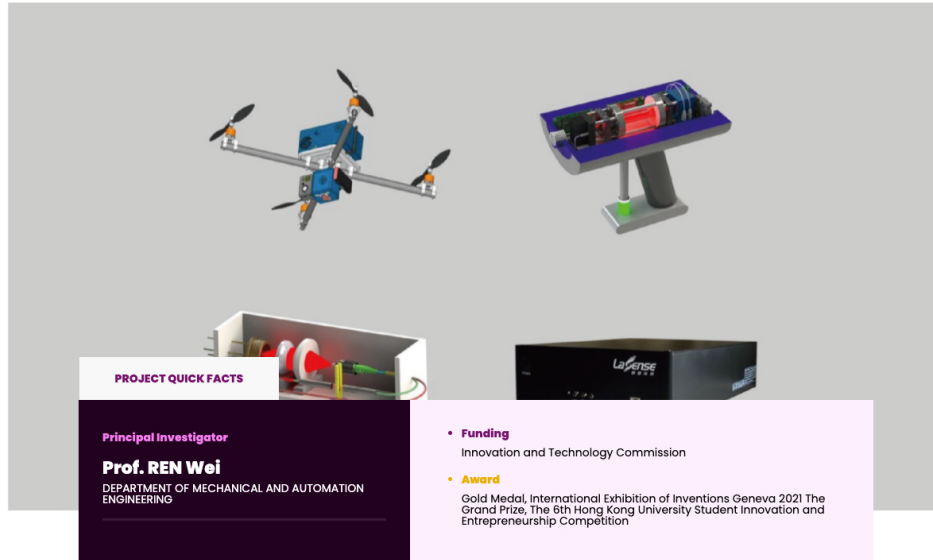 LaSense
PROJECT QUICK FACTS
Principal Investigator
Prof. REN Wei
DEPARTMENT OF MECHANICAL AND AUTOMATION
ENGINEERING
Funding
Innovation and Technology Commission
Award
Gold Medal, International Exhibition of Inventions Geneva 2021 The
Grand Prize, The 6th Hong Kong University Student Innovation and
Entrepreneurship Competition